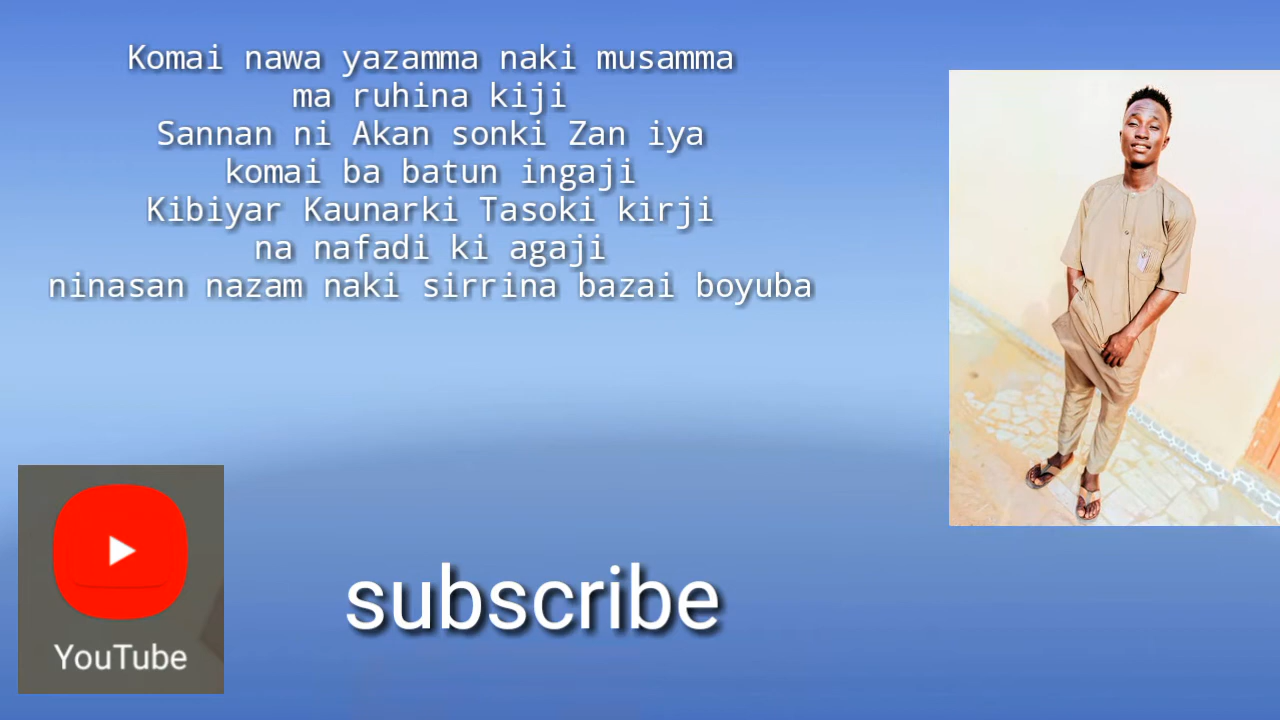 Komai nawa yazamma naki musamma
ma ruhina kiji
Sannan ni Akan sonki Zan iya
komai ba batun ingaji
Kibiyar Kaunarki Tasoki kirji
na nafadi ki agaji
ninasan nazam naki sirrina bazai boyuba
subscribe
YouTube